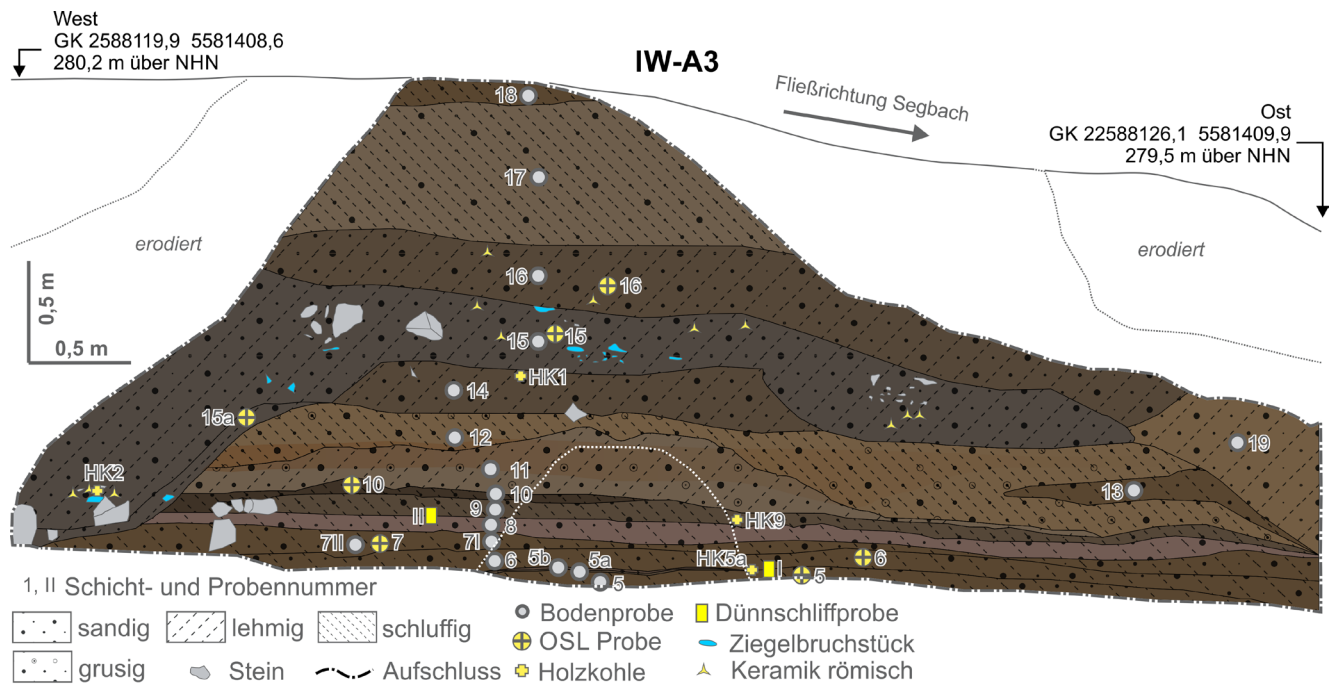 West
GK 2588119,9 5581408,6
280,2 m über NHN
IW-A3
Fließrichtung Segbach
Ost
GK 22588126,1 5581409,9
279,5 m über NHN
18
17
erodiert
erodiert
16
16
0,5 m
0,5 m
15
15
HK1
14
15a
12
19
11
HK2
10
10
13
9
II
8
HK9
7II
7
7I
6
5b
5a
HK5a
I
6
5
5
1, II Schicht- und Probennummer
sandig
lehmig
schluffig
grusig
Stein
Aufschluss
Bodenprobe
Dünnschliffprobe
OSL Probe
Ziegelbruchstück
Holzkohle
Keramik römisch